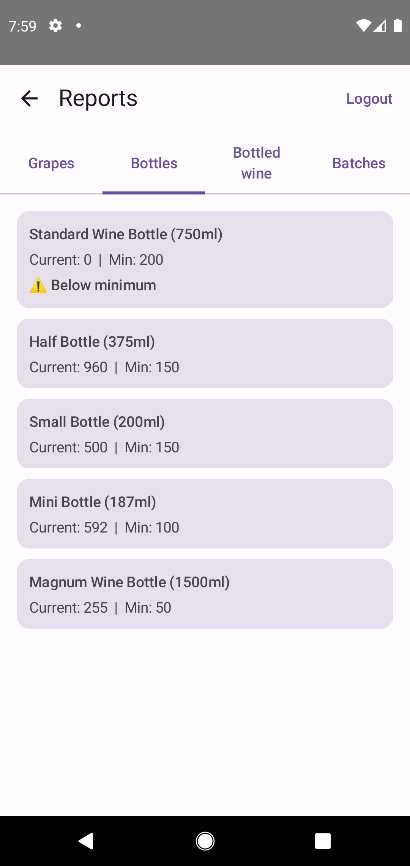 7:59
Reports
Logout
Grapes
Bottles
Bottled
wine
Batches
Standard Wine Bottle (750ml)
Current: 0 | Min: 200
⚠️ Below minimum
Half Bottle (375ml)
Current: 960 | Min: 150
Small Bottle (200ml)
Current: 500 | Min: 150
Mini Bottle (187ml)
Current: 592 | Min: 100
Magnum Wine Bottle (1500ml)
Current: 255 | Min: 50